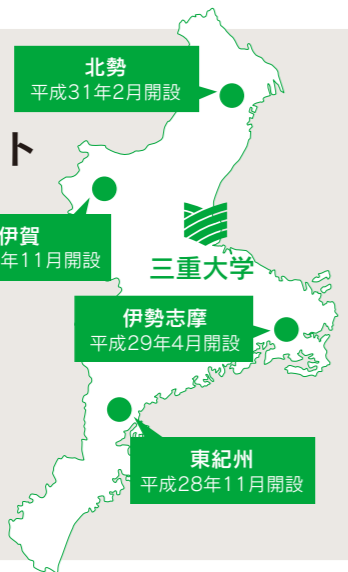 北勢
平成31年2月開設
ト
伊賀
年11月開設
三重大学
伊勢志摩
平成29年4月開設
東紀州
平成28年11月開設